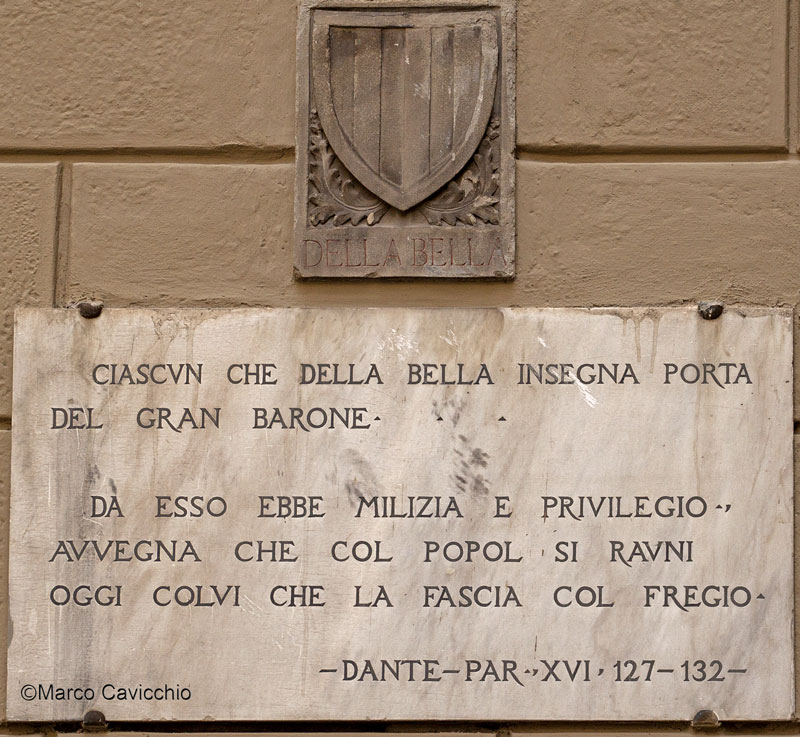 DELLA BELLA
CIASCVN CHE DELLA BELLA INSEGNA PORTA
DEL GRAN BARONE · · ·
DA ESSO EBBE MILIZIA E PRIVILEGIO·,
AVVEGNA CHE COL POPOL SI RAVNI
OGGI COLVI CHE LA FASCIA COL FREGIO·
—DANTE—PAR·,XVI, 127—132—
©Marco Cavicchio